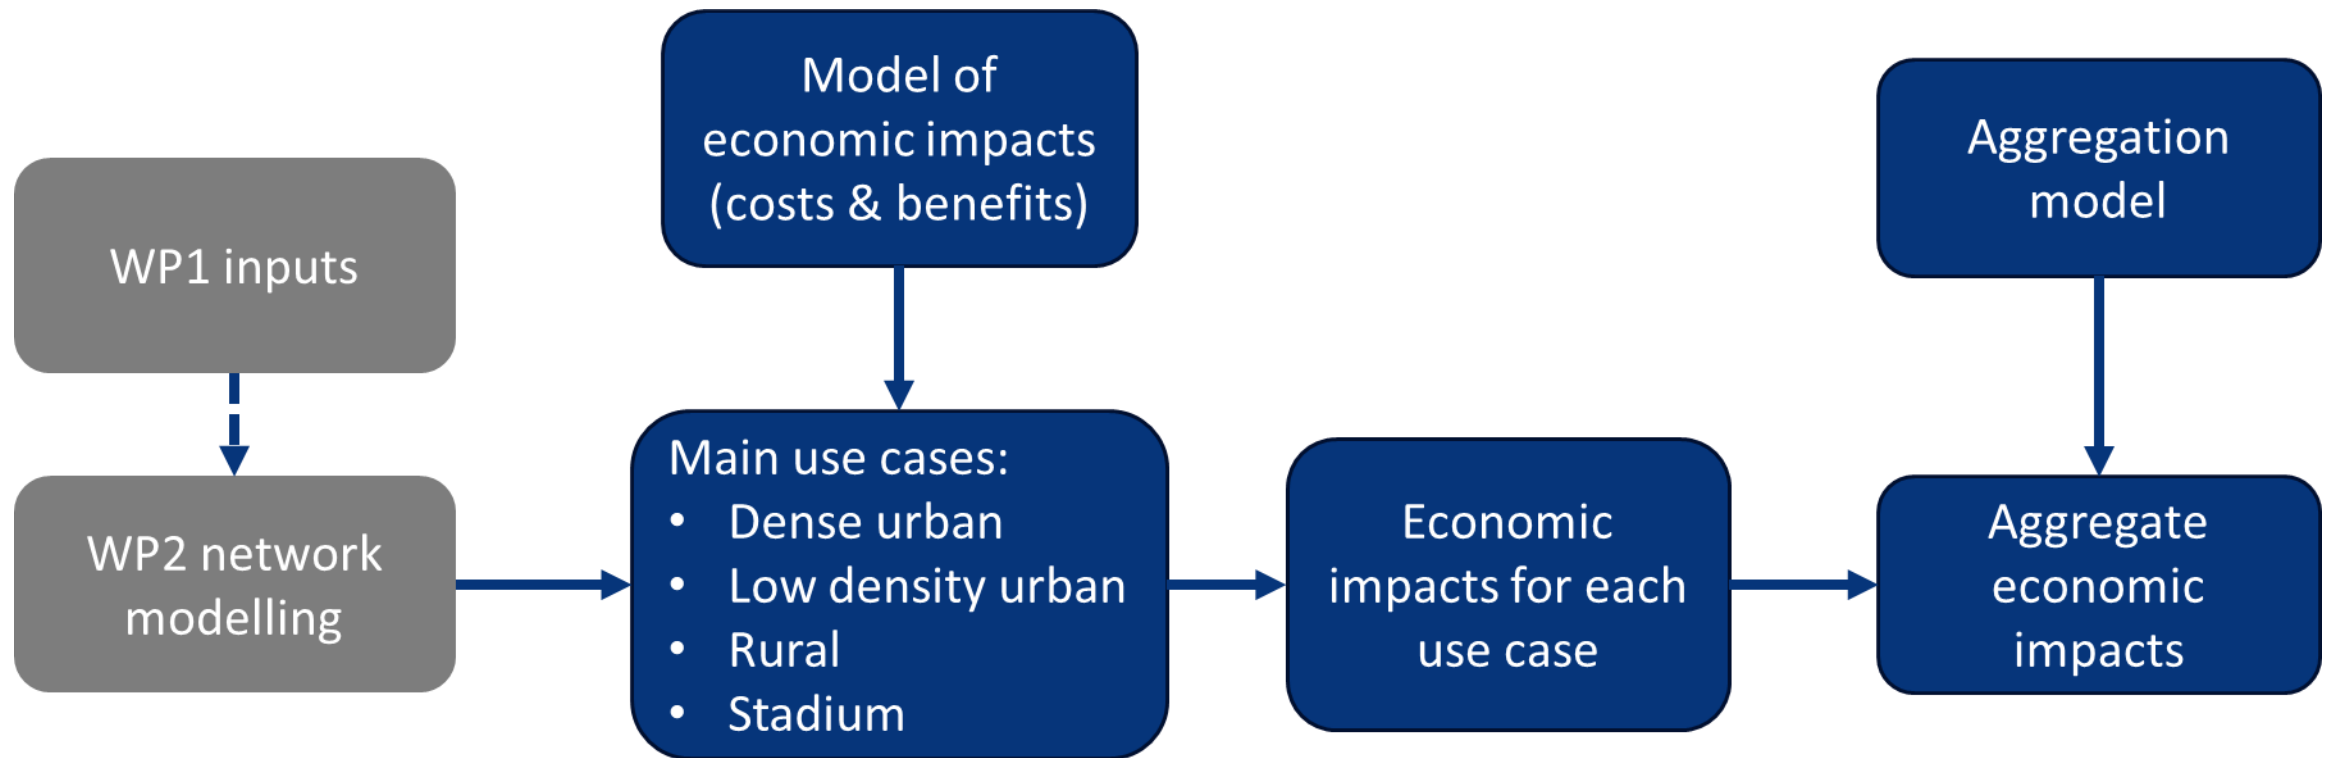 Model of
economic impacts
(costs & benefits)
Aggregation
model
WP1 inputs
WP2 network
modelling
Main use cases:
• Dense urban
• Low density urban
• Rural
• Stadium
Economic
impacts for each
use case
Aggregate
economic
impacts